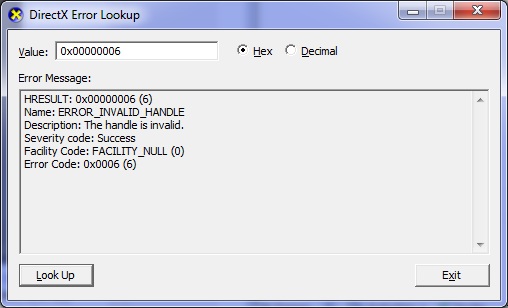 DirectX Error Lookup
Value: 0x00000006 Hex Decimal
Error Message:
HRESULT: 0x00000006 (6)
Name: ERROR_INVALID_HANDLE
Description: The handle is invalid.
Severity code: Success
Facility Code: FACILITY_NULL (0)
Error Code: 0x0006 (6)
Look Up Exit